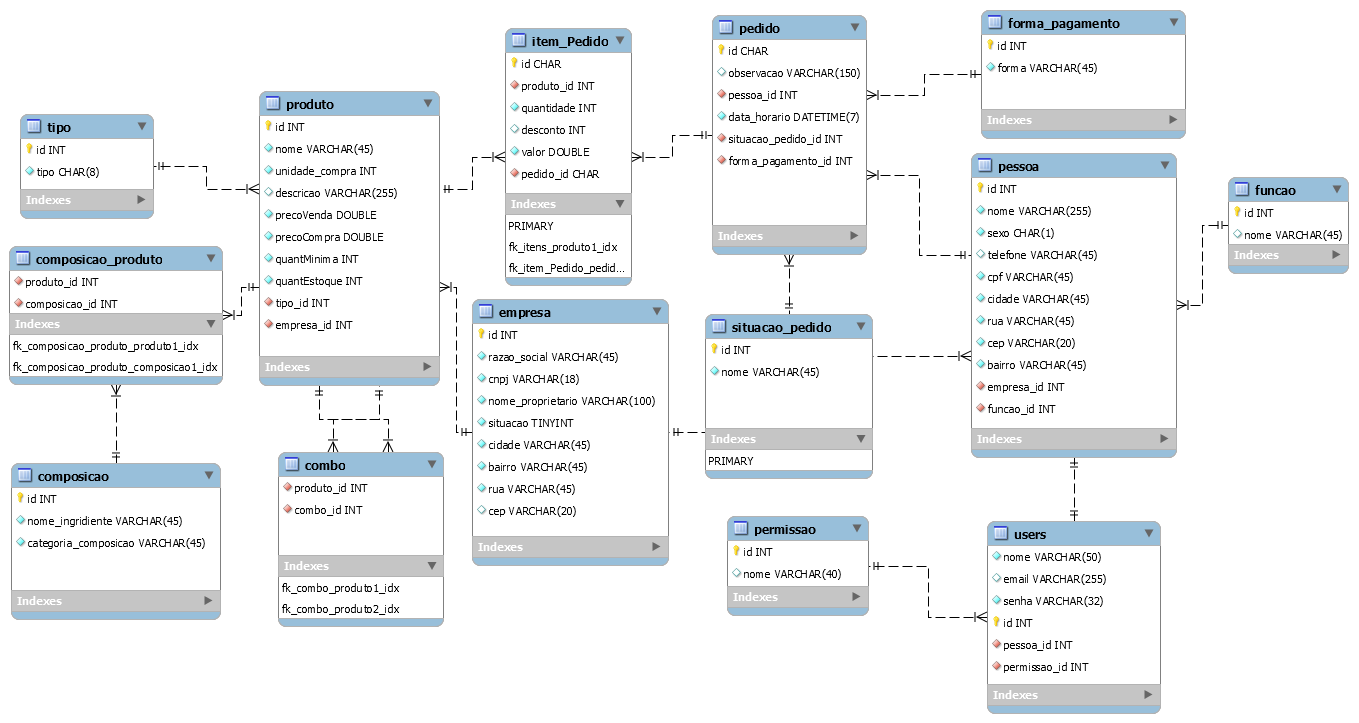 tipo
id INT
tipo CHAR(8)
Indexes
composicao_produto
produto_id INT
composicao_id INT
Indexes
fk_composicao_produto_produto1_idx
fk_composicao_produto_composicao1_idx
composicao
id INT
nome_ingridiente VARCHAR(45)
categoria_composicao VARCHAR(45)
Indexes
produto
id INT
nome VARCHAR(45)
unidade_compra INT
descricao VARCHAR(255)
precoVenda DOUBLE
precoCompra DOUBLE
quantMinima INT
quantEstoque INT
tipo_id INT
empresa_id INT
Indexes
combo
produto_id INT
combo_id INT
Indexes
fk_combo_produto1_idx
fk_combo_produto2_idx
item_Pedido
id CHAR
produto_id INT
quantidade INT
desconto INT
valor DOUBLE
pedido_id CHAR
Indexes
PRIMARY
fk_itens_produto1_idx
fk_item_Pedido_pedid...
empresa
id INT
razao_social VARCHAR(45)
cnpj VARCHAR(18)
nome_proprietario VARCHAR(100)
situacao TINYINT
cidade VARCHAR(45)
bairro VARCHAR(45)
rua VARCHAR(45)
cep VARCHAR(20)
Indexes
pedido
id CHAR
observacao VARCHAR(150)
pessoa_id INT
data_horario DATETIME(7)
situacao_pedido_id INT
forma_pagamento_id INT
Indexes
situacao_pedido
id INT
nome VARCHAR(45)
Indexes
PRIMARY
permissao
id INT
nome VARCHAR(40)
Indexes
forma_pagamento
id INT
forma VARCHAR(45)
Indexes
pessoa
id INT
nome VARCHAR(255)
sexo CHAR(1)
telefone VARCHAR(45)
cpf VARCHAR(45)
cidade VARCHAR(45)
rua VARCHAR(45)
cep VARCHAR(20)
bairro VARCHAR(45)
empresa_id INT
funcao_id INT
Indexes
funcao
id INT
nome VARCHAR(45)
Indexes
users
nome VARCHAR(50)
email VARCHAR(255)
senha VARCHAR(32)
id INT
pessoa_id INT
permissao_id INT
Indexes